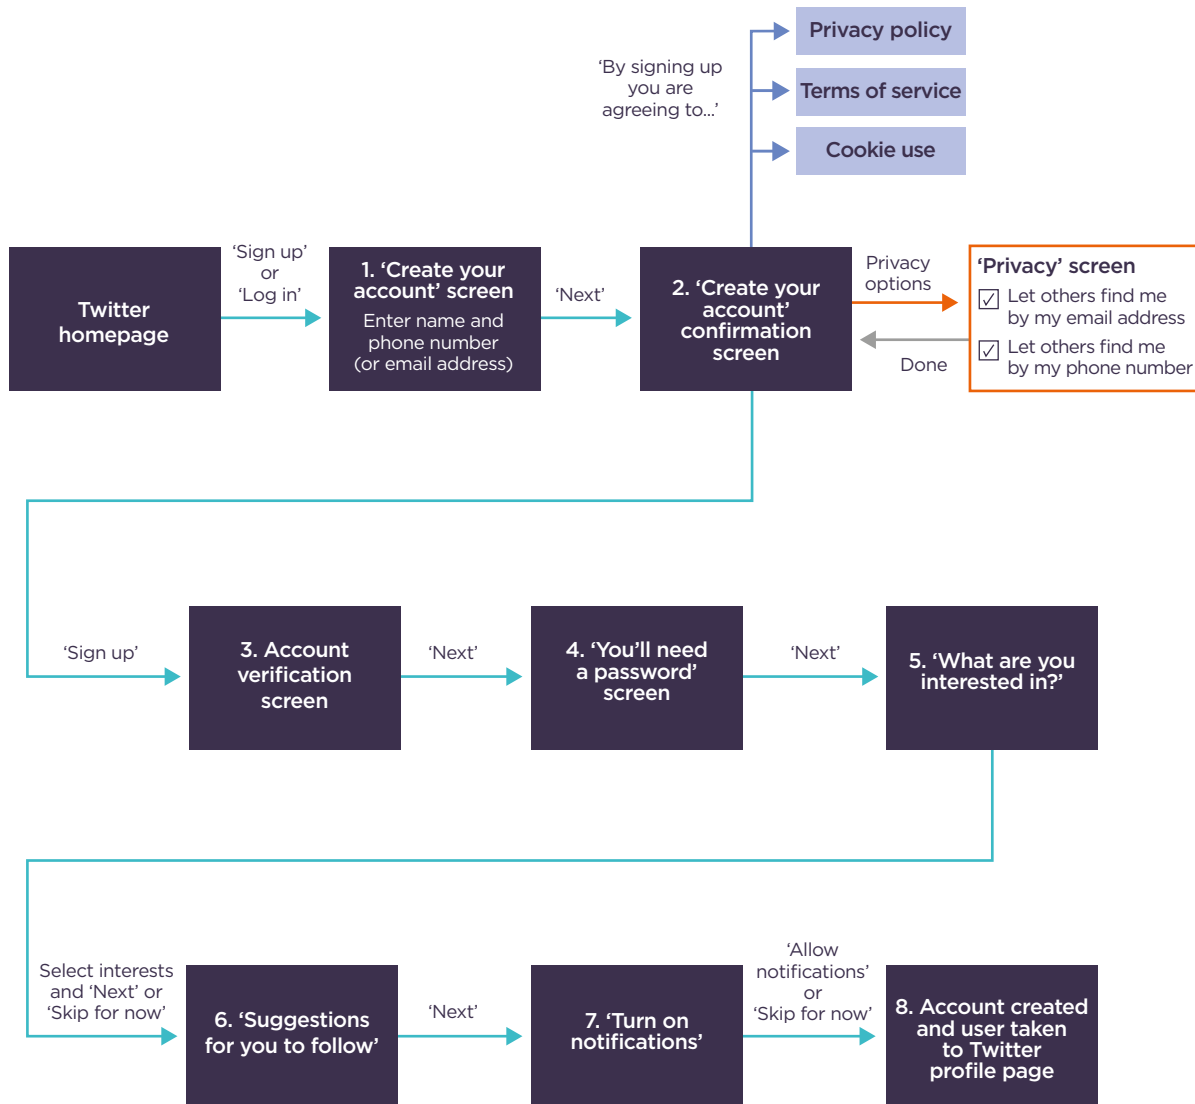 Privacy policy
‘By signing up
you are
agreeing to...’
Terms of service
Cookie use
Twitter
homepage
‘Sign up’
or
‘Log in’
1. ‘Create your
account’ screen
Enter name and
phone number
(or email address)
‘Next’
2. ‘Create your
account’
confirmation
screen
Privacy
options
Done
‘Privacy’ screen
Let others find me
by my email address
Let others find me
by my phone number
‘Sign up’
3. Account
verification
screen
‘Next’
4. ‘You’ll need
a password’
screen
‘Next’
5. ‘What are you
interested in?’
Select interests
and ‘Next’ or
‘Skip for now’
6. ‘Suggestions
for you to follow’
‘Next’
7. ‘Turn on
notifications’
‘Allow
notifications’
or
‘Skip for now’
8. Account created
and user taken
to Twitter
profile page